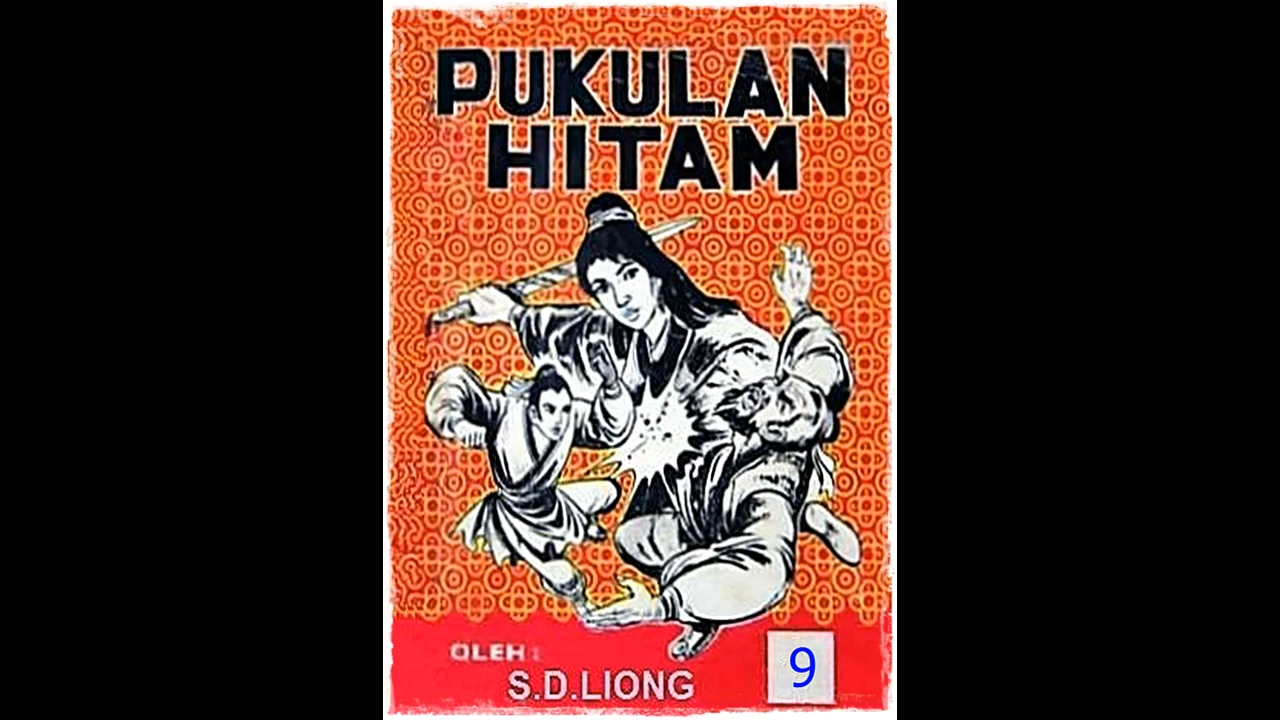 PUKULAN
HITAM
OLEH :
S.D.LIONG
9